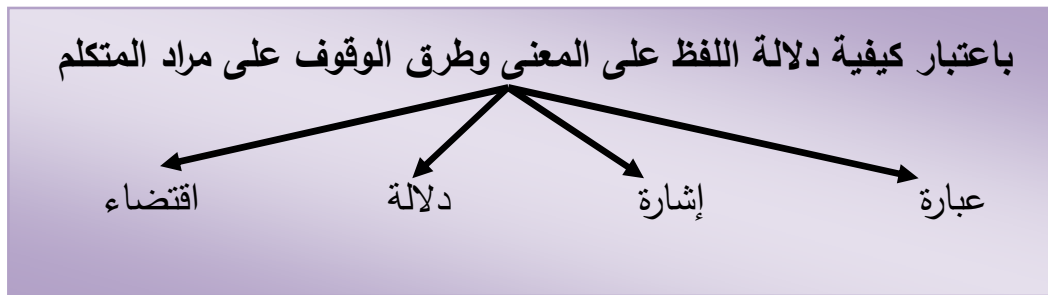 باعتبار كيفية دلالة اللفظ على المعنى وطرق الوقوف على مراد المتكلم
عبارة إشارة دلالة اقتضاء